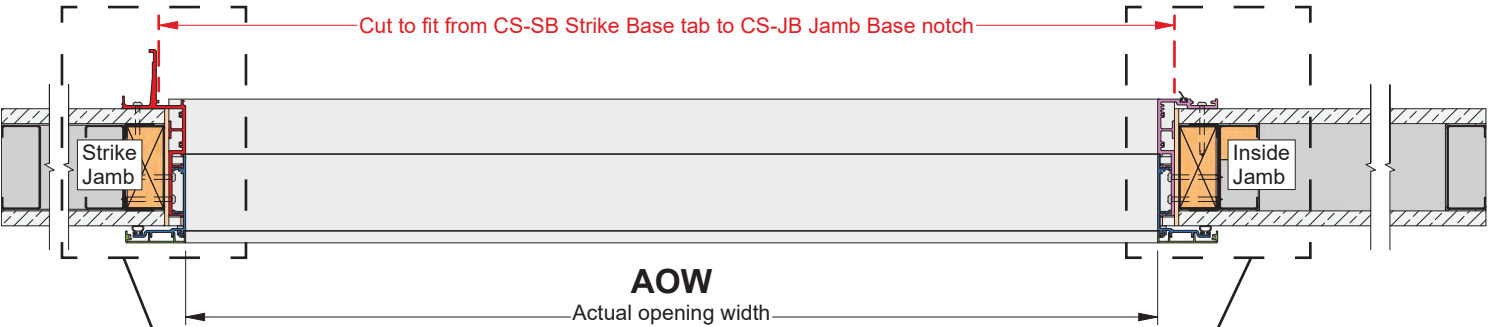 Cut to fit from CS-SB Strike Base tab to CS-JB Jamb Base notch
Strike
Jamb
Inside
Jamb
AOW
Actual opening width